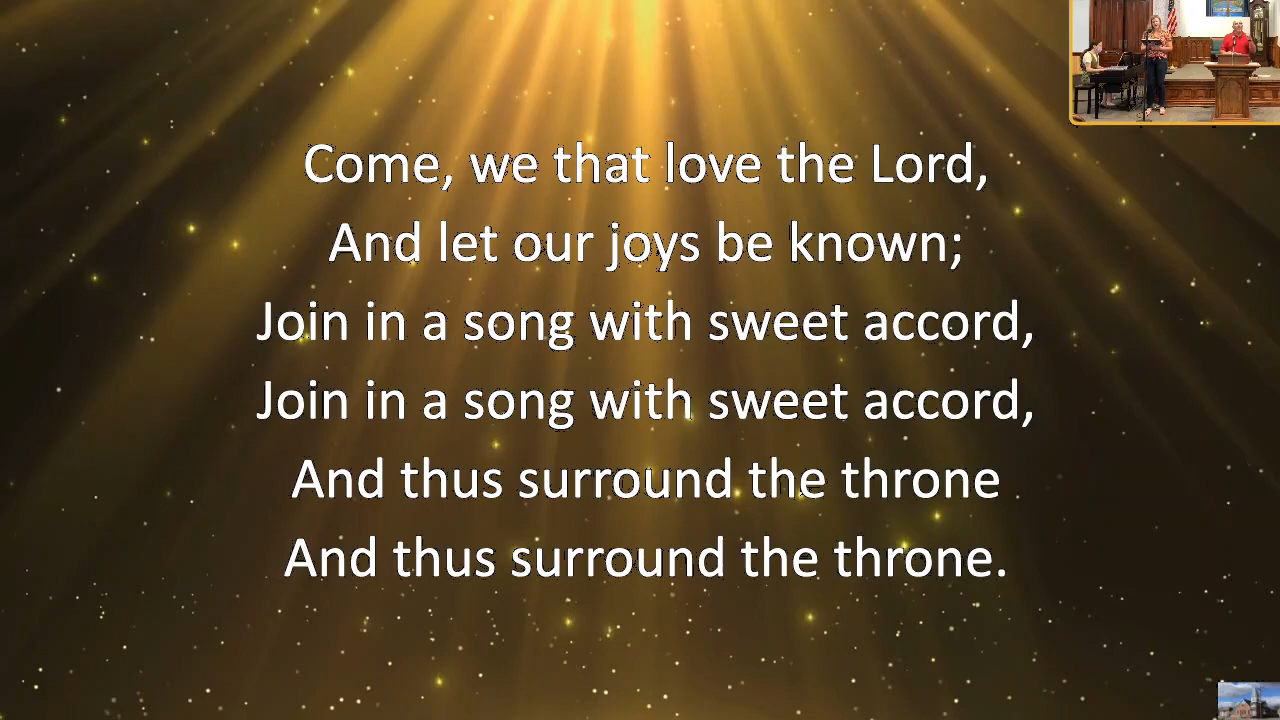 Come, we that love the Lord,
And let our joys be known;
Join in a song with sweet accord,
Join in a song with sweet accord,
And thus surround the throne
And thus surround the throne.